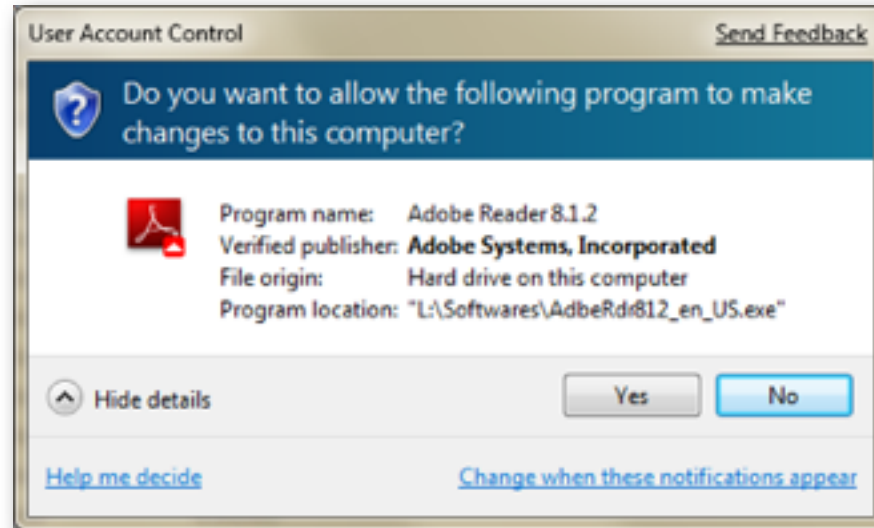 User Account Control Send Feedback
Do you want to allow the following program to make
changes to this computer?
Program name: Adobe Reader 8.1.2
Verified publisher: Adobe Systems, Incorporated
File origin: Hard drive on this computer
Program location: "L:\Softwares\AdbeRdr812_en_US.exe"
Hide details Yes No
Help me decide Change when these notifications appear